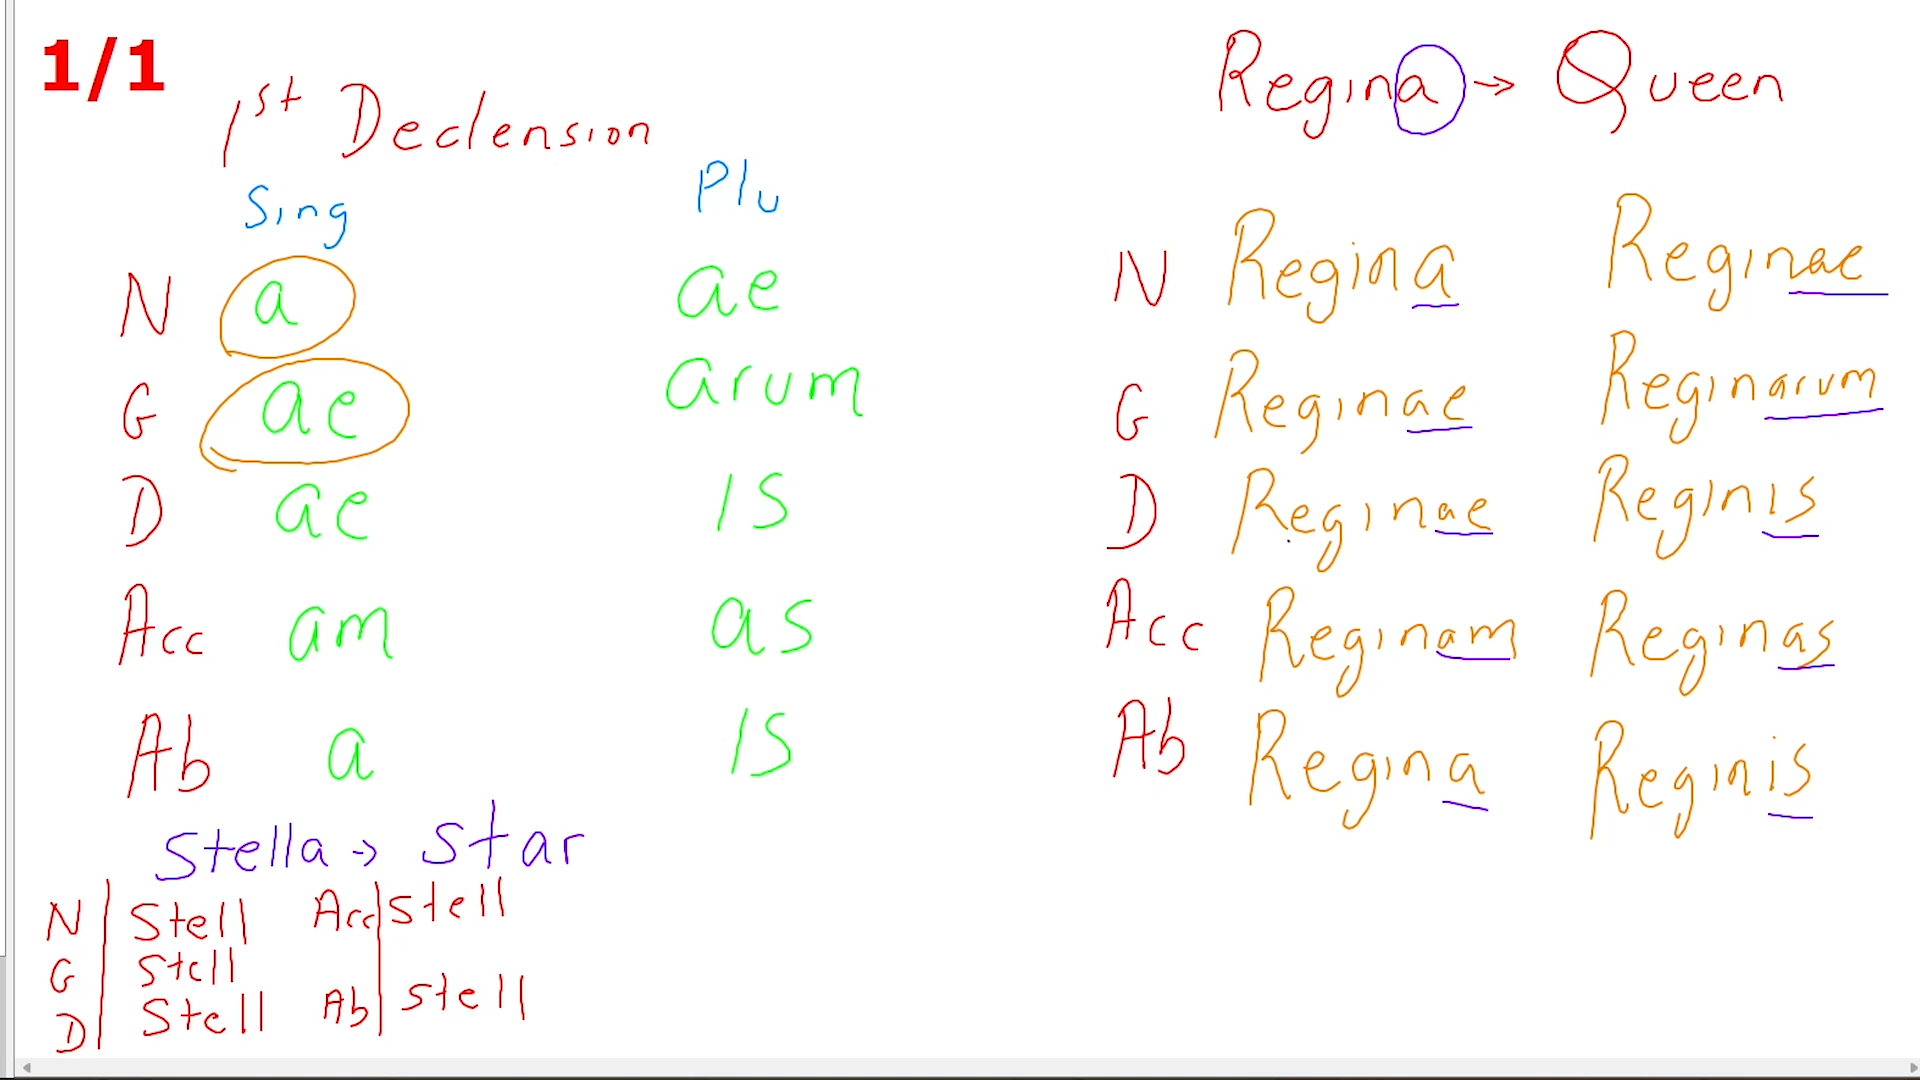 1/1
1st Declension
Sing Plu
N a ae
G ae arum
D ae is
Acc am as
Ab a is
Stella → Star
N Stell Acc Stell
G Stell
D Stell Ab Stell
Regina → Queen
N Regina Reginae
G Reginae Reginarum
D Reginae Reginis
Acc Reginam Reginas
Ab Regina Reginis